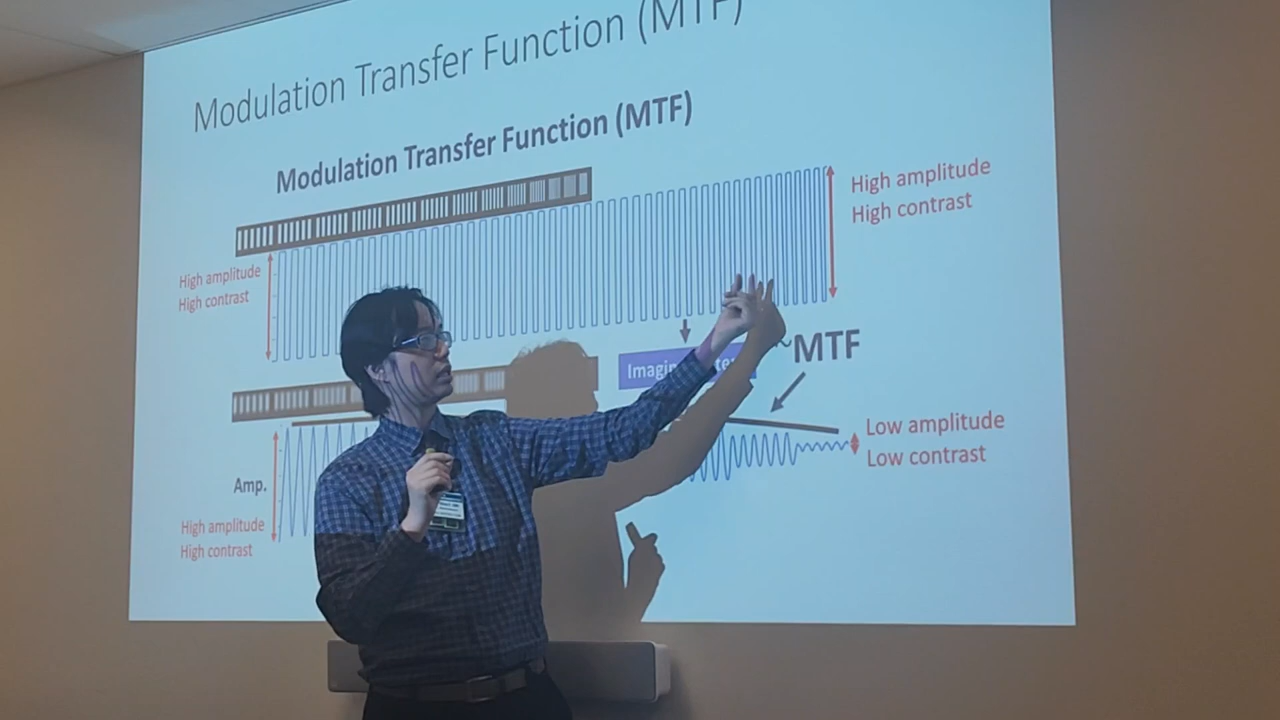 Modulation Transfer Function (MTF)
Modulation Transfer Function (MTF)
High amplitude
High contrast
High amplitude
High contrast
~MTF
Low amplitude
Low contrast
Amp.
High amplitude
High contrast